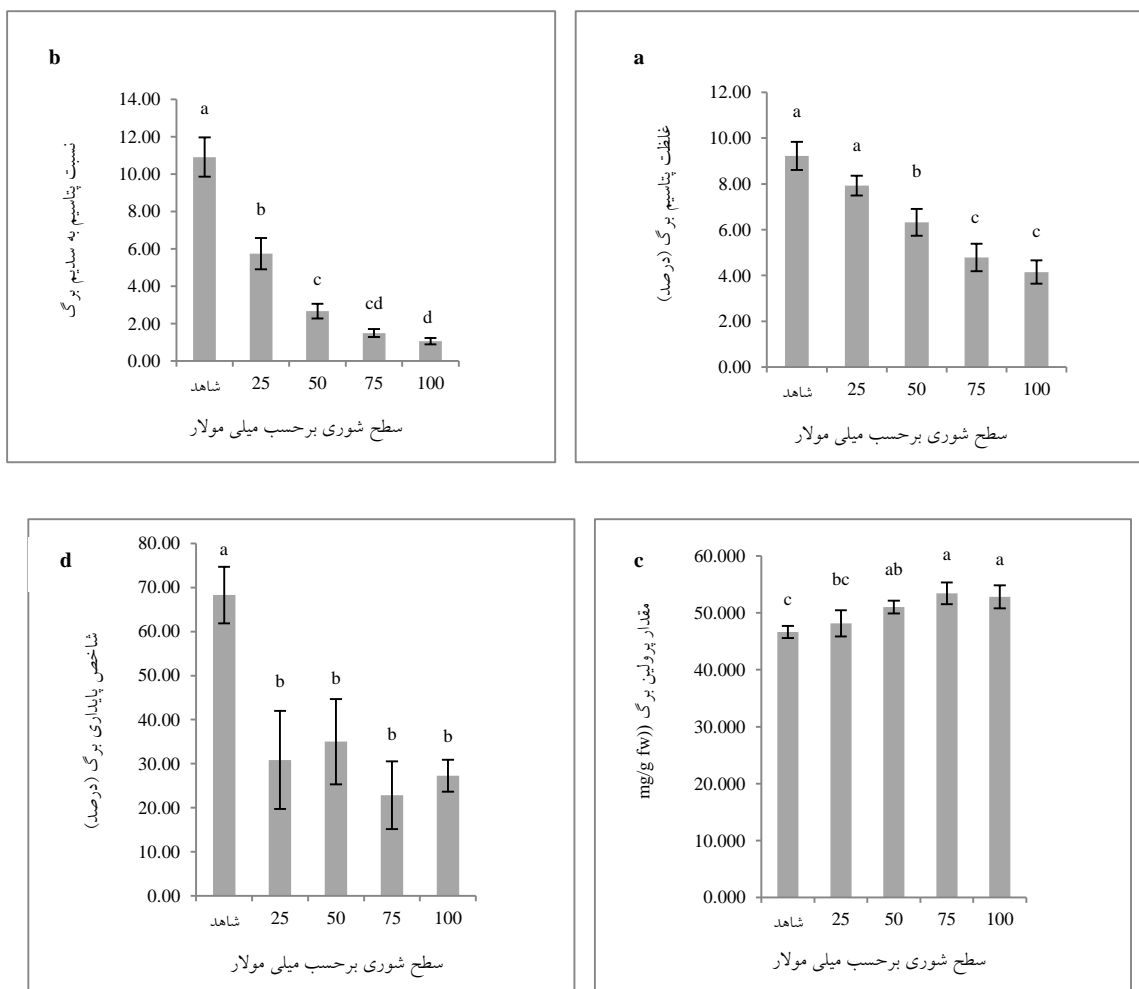 a
غلظت پتاسیم برگ (درصد)
12.00
10.00
8.00
6.00
4.00
2.00
0.00
a a b c c
شاهد 25 50 75 100
سطح شوری برحسب میلی مولار
b
نسبت پتاسیم به سدیم برگ
14.00
12.00
10.00
8.00
6.00
4.00
2.00
0.00
a b c cd d
شاهد 25 50 75 100
سطح شوری برحسب میلی مولار
c
مقدار پرولین برگ ((mg/g fw
60.000
50.000
40.000
30.000
20.000
10.000
0.000
c bc ab a a
شاهد 25 50 75 100
سطح شوری برحسب میلی مولار
d
شاخص پایداری برگ (درصد)
80.00
70.00
60.00
50.00
40.00
30.00
20.00
10.00
0.00
a b b b b
شاهد 25 50 75 100
سطح شوری برحسب میلی مولار